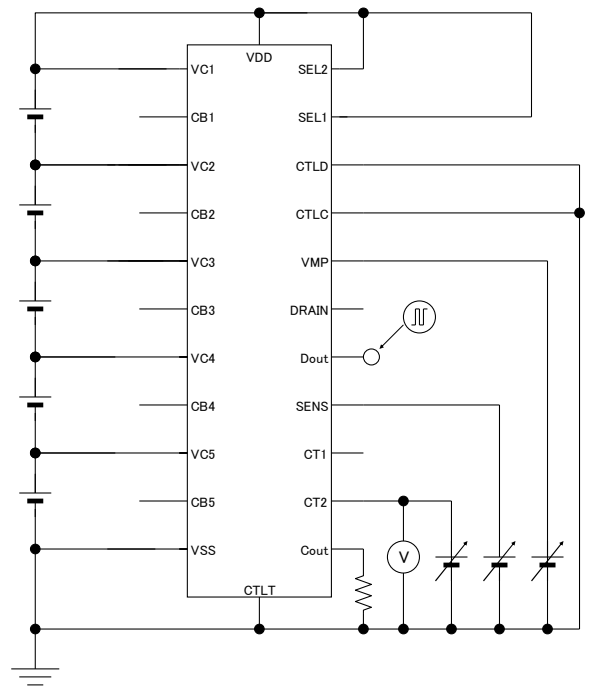 VDD
VC1
SEL2
CB1
SEL1
VC2
CTLD
CB2
CTLC
VC3
VMP
CB3
DRAIN
VC4
Dout
CB4
SENS
VC5
CT1
CB5
CT2
VSS
Cout
V
CTLT